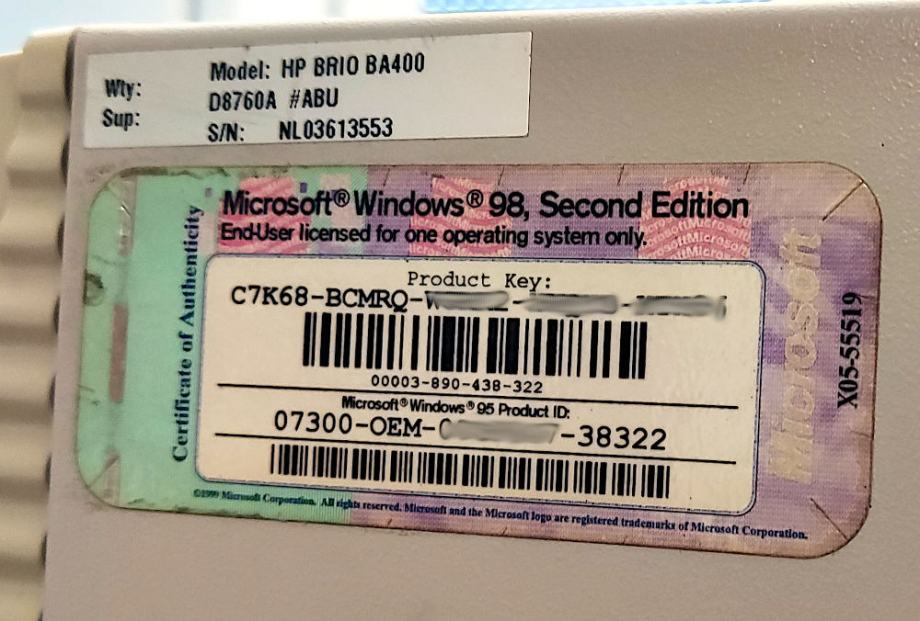 Model: HP BRIO BA400
Wty: D8760A #ABU
Sup: S/N: NL03613553
Microsoft® Windows® 98, Second Edition
End-User licensed for one operating system only.
Certificate of Authenticity
Product Key:
C7K68-BCMRQ-
00003-890-438-322
Microsoft® Windows® 95 Product ID:
07300-OEM- -38322
©1999 Microsoft Corporation. All rights reserved. Microsoft and the Microsoft logo are registered trademarks of Microsoft Corporation.
Microsoft
X05-55519